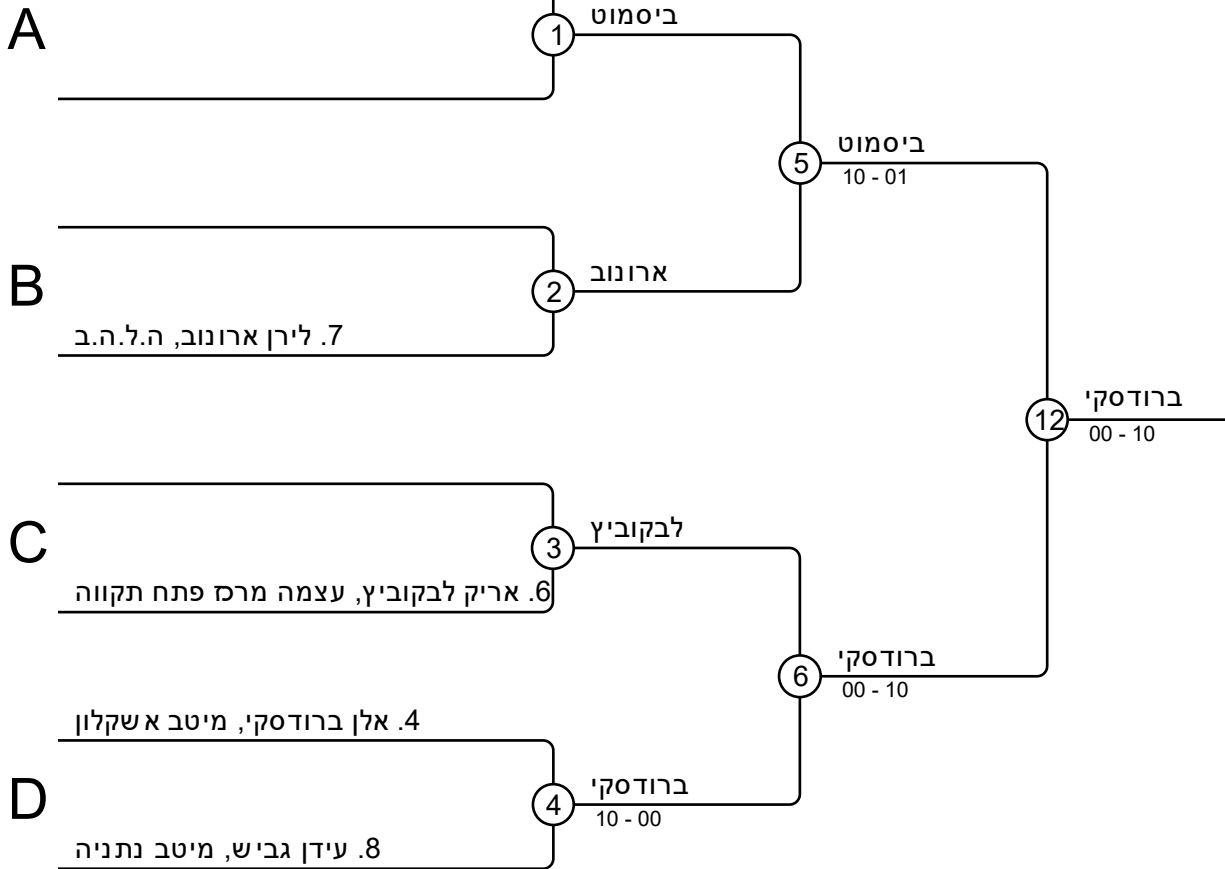 A
1
ביסמוט
5
ביסמוט
10 - 01
B
2
ארונוב
7. לירן ארונוב, ה.ל.ה.ב
12
ברודסקי
00 - 10
C
3
לבקוביץ
6. אריק לבקוביץ, עצמה מרכז פתח תקווה
6
ברודסקי
00 - 10
4. אלן ברודסקי, מיטב אשקלון
D
4
ברודסקי
10 - 00
8. עידן גביש, מיטב נתניה